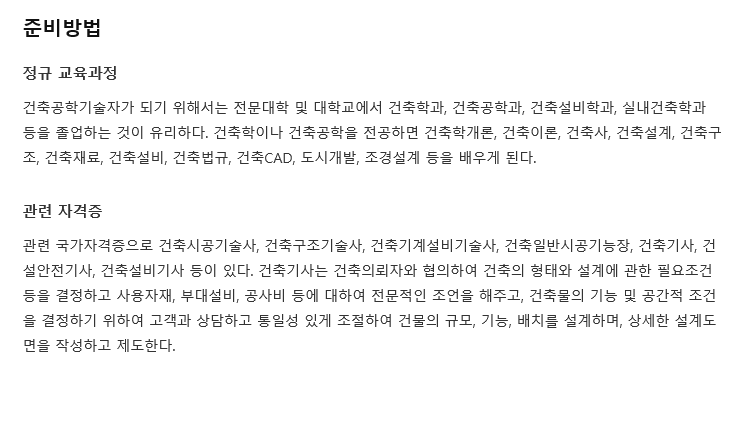 준비방법
정규 교육과정
건축공학기술자가 되기 위해서는 전문대학 및 대학교에서 건축학과, 건축공학과, 건축설비학과, 실내건축학과
등을 졸업하는 것이 유리하다. 건축학이나 건축공학을 전공하면 건축학개론, 건축이론, 건축사, 건축설계, 건축구
조, 건축재료, 건축설비, 건축법규, 건축CAD, 도시개발, 조경설계 등을 배우게 된다.
관련 자격증
관련 국가자격증으로 건축시공기술사, 건축구조기술사, 건축기계설비기술사, 건축일반시공기능장, 건축기사, 건
설안전기사, 건축설비기사 등이 있다. 건축기사는 건축의뢰자와 협의하여 건축의 형태와 설계에 관한 필요조건
등을 결정하고 사용자재, 부대설비, 공사비 등에 대하여 전문적인 조언을 해주고, 건축물의 기능 및 공간적 조건
을 결정하기 위하여 고객과 상담하고 통일성 있게 조절하여 건물의 규모, 기능, 배치를 설계하며, 상세한 설계도
면을 작성하고 제도한다.